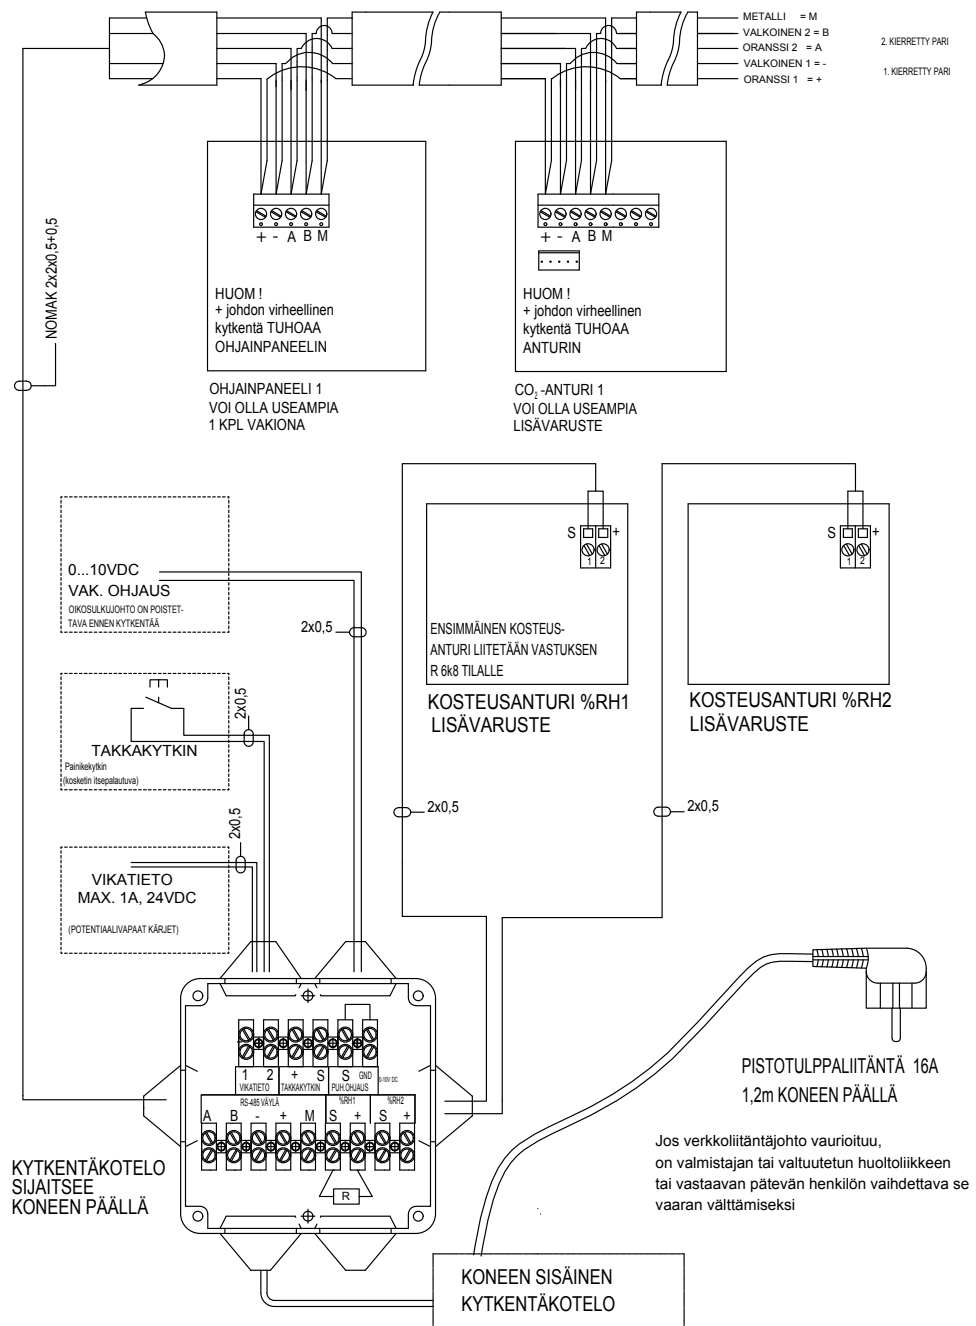 METALLI = M
VALKOINEN 2 = B
ORANSSI 2 = A
VALKOINEN 1 = -
ORANSSI 1 = +
2. KIERRETTY PARI
1. KIERRETTY PARI
NOMAK 2x2x0,5+0,5
+ - A B M
HUOM !
+ johdon virheellinen
kytkentä TUHOAA
OHJAINPANEELIN
OHJAINPANEELI 1
VOI OLLA USEAMPIA
1 KPL VAKIONA
+ - A B M
HUOM !
+ johdon virheellinen
kytkentä TUHOAA
ANTURIN
CO2 -ANTURI 1
VOI OLLA USEAMPIA
LISÄVARUSTE
0...10VDC
VAK. OHJAUS
OIKOSULKUJOHTO ON POISTET-
TAVA ENNEN KYTKENTÄÄ
2x0,5
S +
1 2
ENSIMMÄINEN KOSTEUS-
ANTURI LIITETÄÄN VASTUKSEN
R 6k8 TILALLE
KOSTEUSANTURI %RH1
LISÄVARUSTE
S +
1 2
KOSTEUSANTURI %RH2
LISÄVARUSTE
TAKKAKYTKIN
Painikekytkin
(kosketin itsepalautuva)
2x0,5
2x0,5
2x0,5
VIKATIETO
MAX. 1A, 24VDC
(POTENTIAALIVAPAAT KÄRJET)
2x0,5
1 2 + S S GND
0-10V DC
VIKATIETO TAKKAKYTKIN PUH.OHJAUS
RS-485 VÄYLÄ %RH1 %RH2
A B - + M S + S +
R
KYTKENTÄKOTELO
SIJAITSEE
KONEEN PÄÄLLÄ
PISTOTULPPALIITÄNTÄ 16A
1,2m KONEEN PÄÄLLÄ
Jos verkkoliitäntäjohto vaurioituu,
on valmistajan tai valtuutetun huoltoliikkeen
tai vastaavan pätevän henkilön vaihdettava se
vaaran välttämiseksi
KONEEN SISÄINEN
KYTKENTÄKOTELO